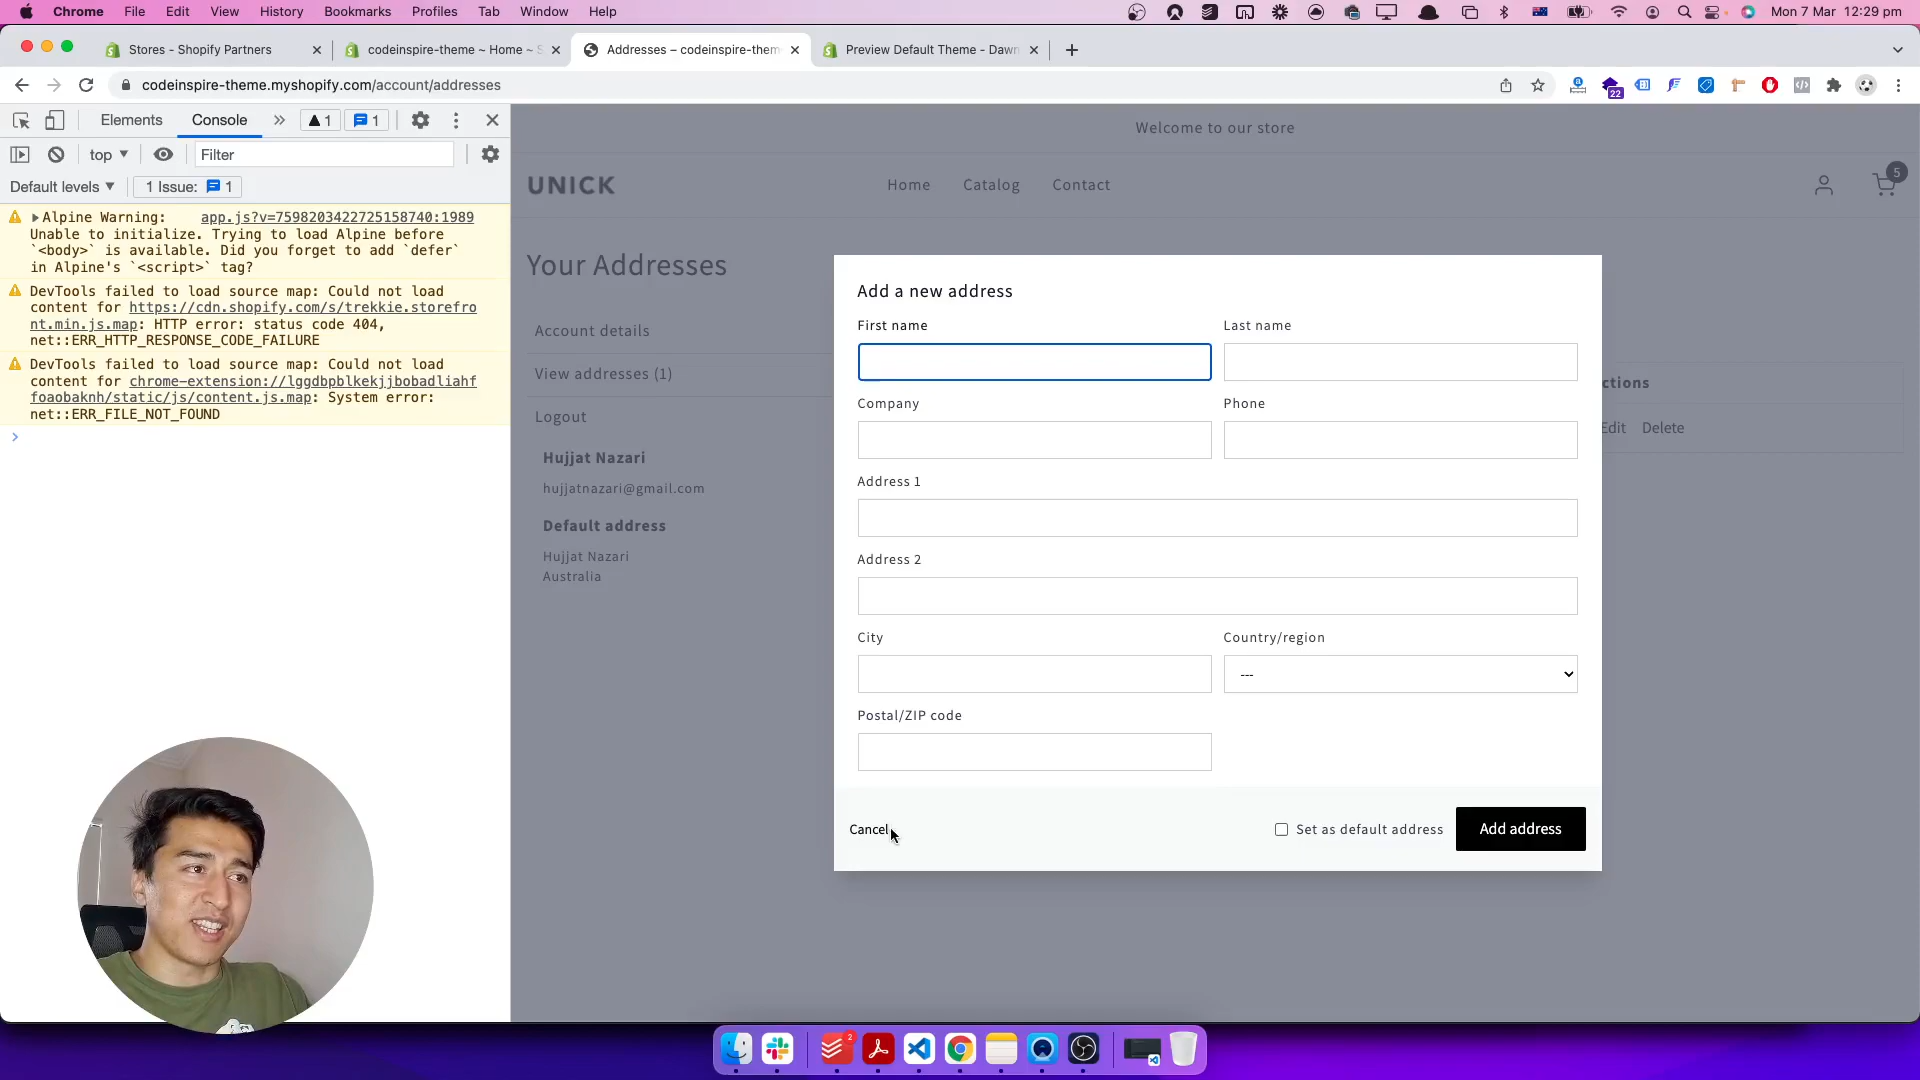 Chrome File Edit View History Bookmarks Profiles Tab Window Help Mon 7 Mar 12:29 pm
Stores - Shopify Partners
codeinspire-theme ~ Home ~ S
Addresses – codeinspire-them
Preview Default Theme - Dawn
codeinspire-theme.myshopify.com/account/addresses
22
Elements Console 1 1
top Filter
Default levels 1 Issue: 1
Alpine Warning: app.js?v=7598203422725158740:1989
Unable to initialize. Trying to load Alpine before
`<body>` is available. Did you forget to add `defer`
in Alpine's `<script>` tag?
DevTools failed to load source map: Could not load
content for https://cdn.shopify.com/s/trekkie.storefro
nt.min.js.map: HTTP error: status code 404,
net::ERR_HTTP_RESPONSE_CODE_FAILURE
DevTools failed to load source map: Could not load
content for chrome-extension://lggdbpblkekjjbobadliahf
foaobaknh/static/js/content.js.map: System error:
net::ERR_FILE_NOT_FOUND
Welcome to our store
UNICK Home Catalog Contact 5
Your Addresses
Account details
View addresses (1)
Logout
Hujjat Nazari
hujjatnazari@gmail.com
Default address
Hujjat Nazari
Australia
ctions
Edit Delete
Add a new address
First name Last name
Company Phone
Address 1
Address 2
City Country/region
---
Postal/ZIP code
Cancel Set as default address Add address
2